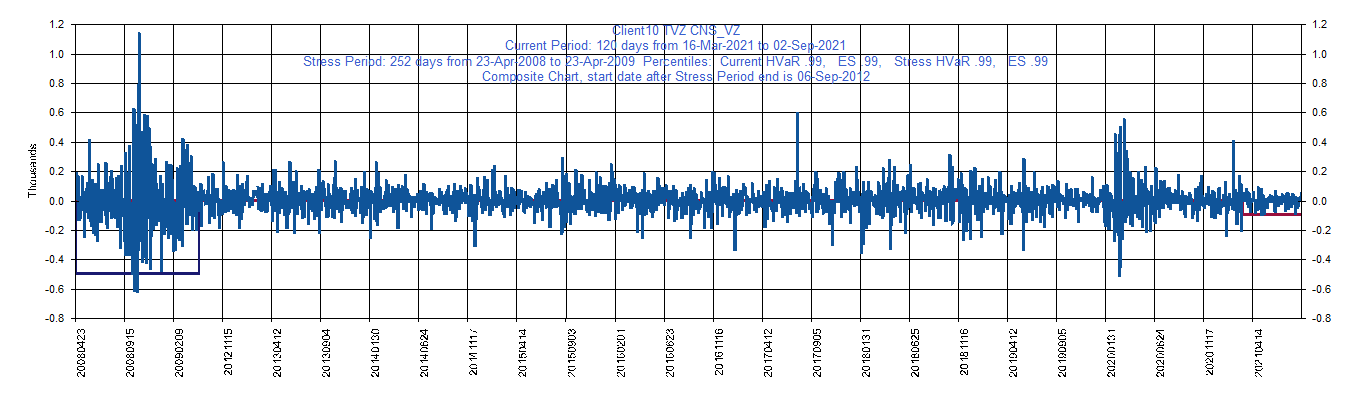 Client10 TVZ CNS_VZ
Current Period: 120 days from 16-Mar-2021 to 02-Sep-2021
Stress Period: 252 days from 23-Apr-2008 to 23-Apr-2009 Percentiles: Current HVaR .99, ES .99, Stress HVaR .99, ES .99
Composite Chart, start date after Stress Period end is 06-Sep-2012
1.2 1.2
1.0 1.0
0.8 0.8
0.6 0.6
0.4 0.4
0.2 0.2
0.0 0.0
-0.2 -0.2
-0.4 -0.4
-0.6 -0.6
-0.8 -0.8
Thousands
20080423 20080915 20090209 20121115 20130412 20130904 20140130 20140624 20141117 20150414 20150903 20160201 20160623 20161116 20170412 20170905 20180131 20180625 20181116 20190412 20190905 20200131 20200624 20201117 20210414